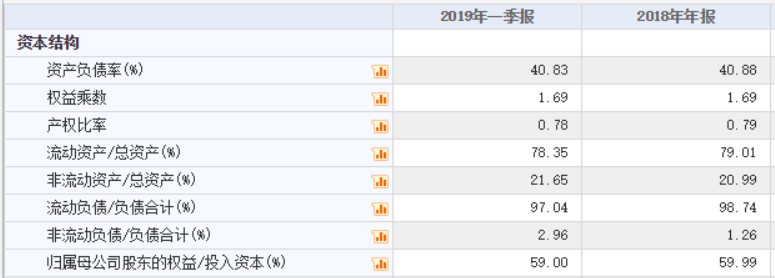 2019年一季报 2018年年报
资本结构
资产负债率(%) 40.83 40.88
权益乘数 1.69 1.69
产权比率 0.78 0.79
流动资产/总资产(%) 78.35 79.01
非流动资产/总资产(%) 21.65 20.99
流动负债/负债合计(%) 97.04 98.74
非流动负债/负债合计(%) 2.96 1.26
归属母公司股东的权益/投入资本(%) 59.00 59.99